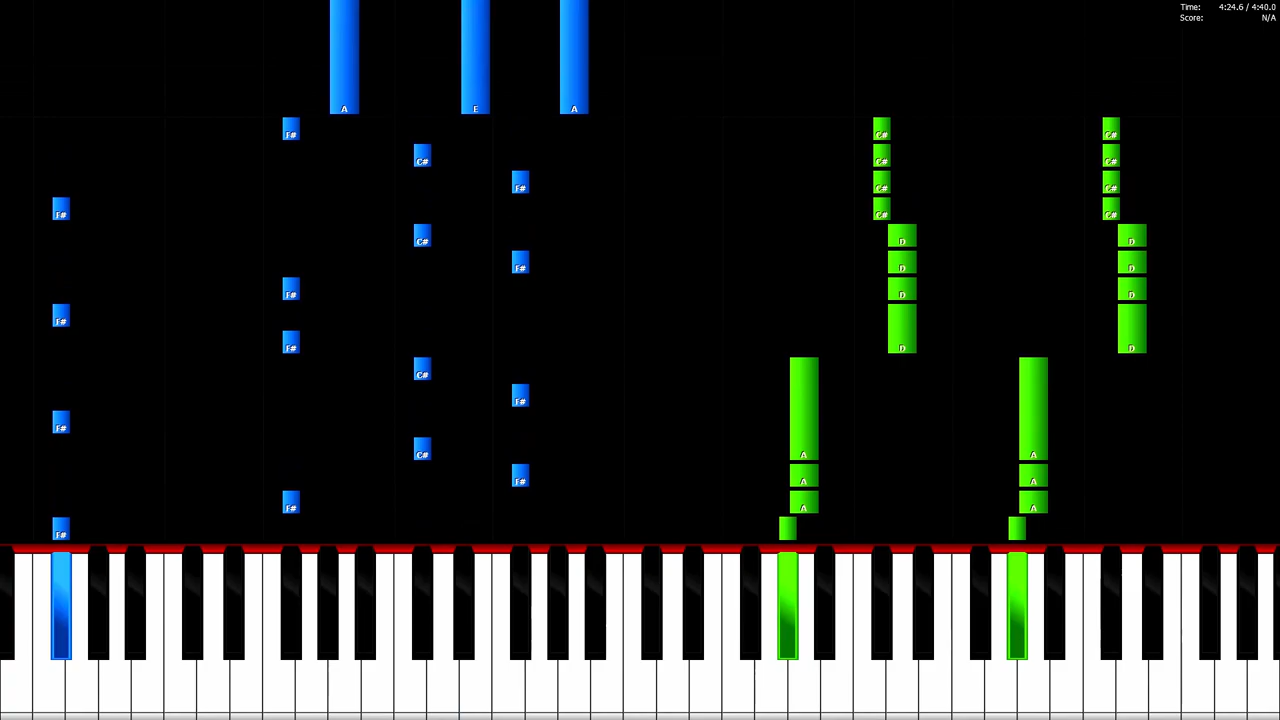 Time: 4:24.6 / 4:40.0
Score: N/A
A E A
F# C# C#
C# C# C#
F# C# C#
F# C# C#
C# D D
F# D D
F# D D
F#
F# D D
C#
F#
F#
C# A A
F# A A
F# A A
F#